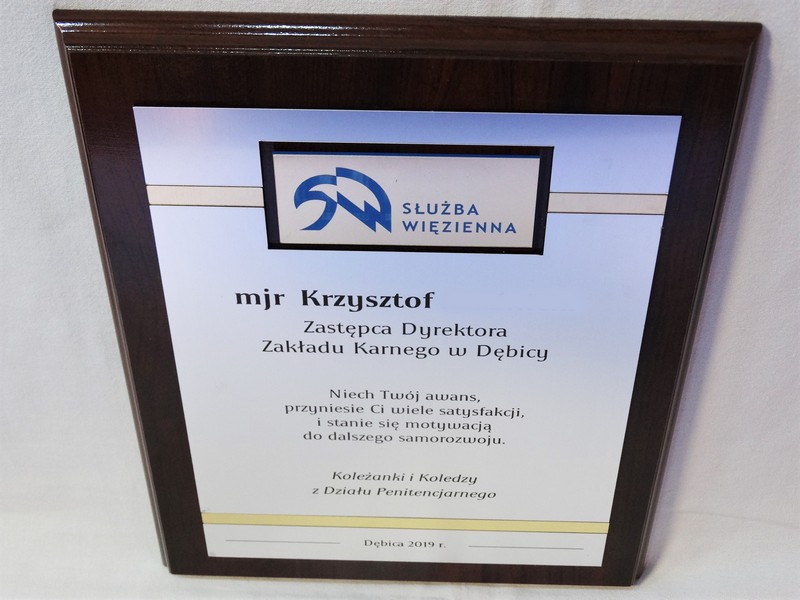 SW
SŁUŻBA
WIĘZIENNA
mjr Krzysztof
Zastępca Dyrektora
Zakładu Karnego w Dębicy
Niech Twój awans,
przyniesie Ci wiele satysfakcji,
i stanie się motywacją
do dalszego samorozwoju.
Koleżanki i Koledzy
z Działu Penitencjarnego
Dębica 2019 r.